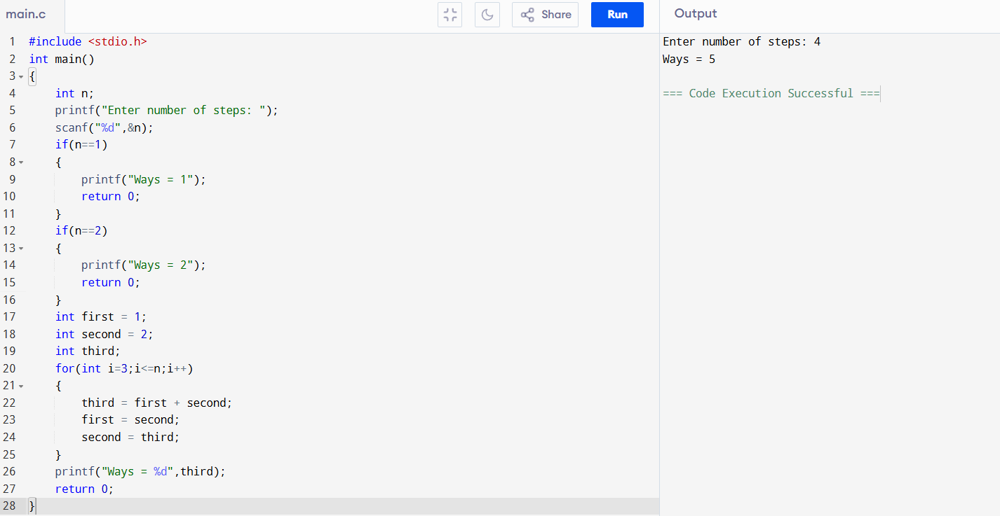 main.c
Share
Run
Output
1 #include <stdio.h>
2 int main()
3 {
4     int n;
5     printf("Enter number of steps: ");
6     scanf("%d",&n);
7     if(n==1)
8     {
9         printf("Ways = 1");
10         return 0;
11     }
12     if(n==2)
13     {
14         printf("Ways = 2");
15         return 0;
16     }
17     int first = 1;
18     int second = 2;
19     int third;
20     for(int i=3;i<=n;i++)
21     {
22         third = first + second;
23         first = second;
24         second = third;
25     }
26     printf("Ways = %d",third);
27     return 0;
28 }
Enter number of steps: 4
Ways = 5
=== Code Execution Successful ===